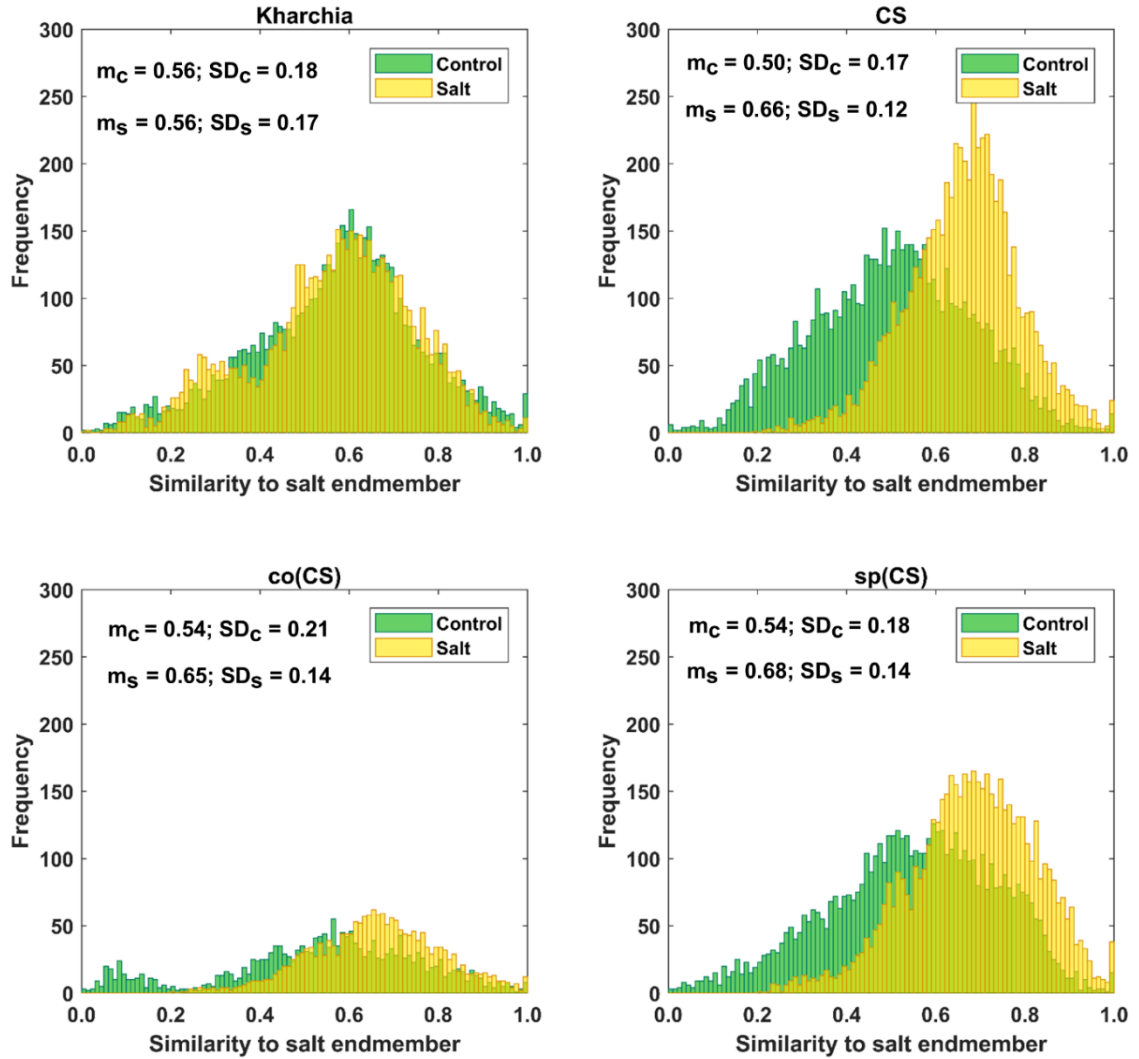 Kharchia
300
250
200
150
100
50
0
Frequency
m_c = 0.56; SD_c = 0.18
m_s = 0.56; SD_s = 0.17
Control
Salt
0.0 0.2 0.4 0.6 0.8 1.0
Similarity to salt endmember
CS
300
250
200
150
100
50
0
Frequency
m_c = 0.50; SD_c = 0.17
m_s = 0.66; SD_s = 0.12
Control
Salt
0.0 0.2 0.4 0.6 0.8 1.0
Similarity to salt endmember
co(CS)
300
250
200
150
100
50
0
Frequency
m_c = 0.54; SD_c = 0.21
m_s = 0.65; SD_s = 0.14
Control
Salt
0.0 0.2 0.4 0.6 0.8 1.0
Similarity to salt endmember
sp(CS)
300
250
200
150
100
50
0
Frequency
m_c = 0.54; SD_c = 0.18
m_s = 0.68; SD_s = 0.14
Control
Salt
0.0 0.2 0.4 0.6 0.8 1.0
Similarity to salt endmember